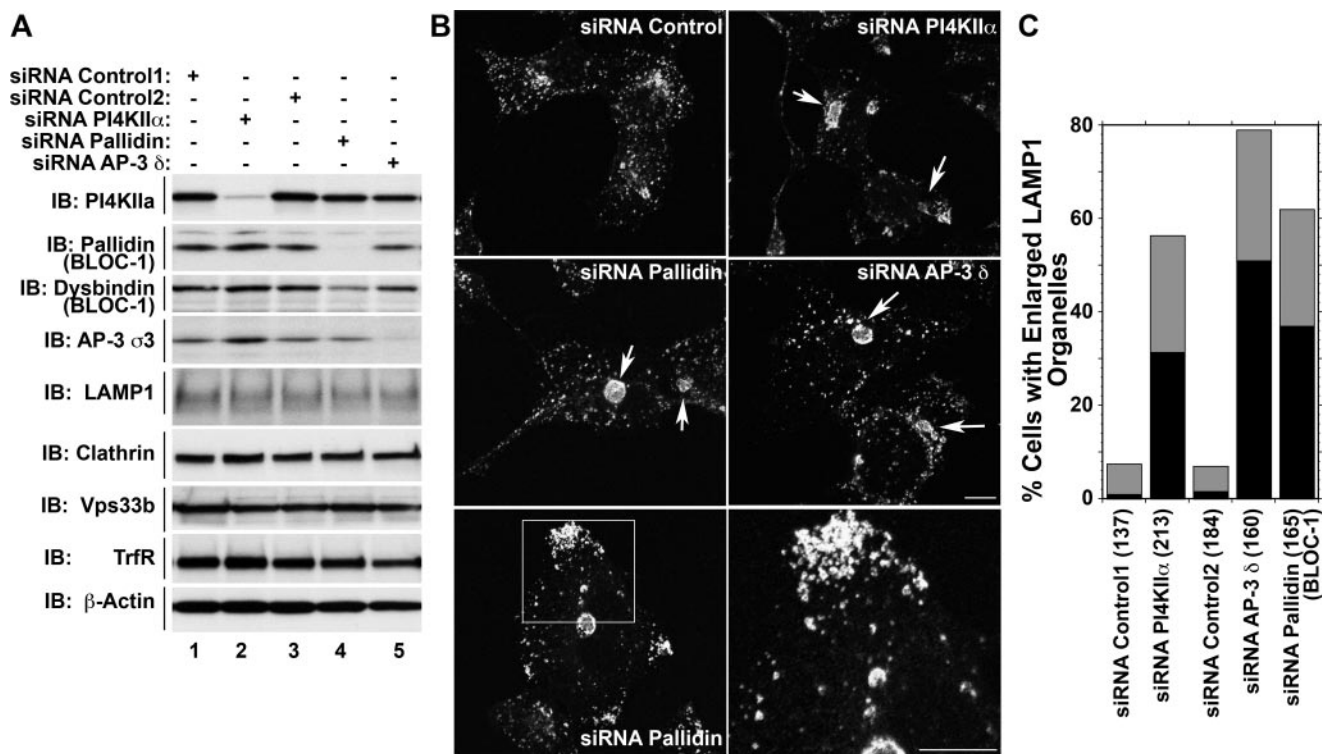 A
siRNA Control1: + - - - -
siRNA Control2: - - + - -
siRNA PI4KIIα: - + - - -
siRNA Pallidin: - - - + -
siRNA AP-3 δ: - - - - +
IB: PI4KIIa
IB: Pallidin
(BLOC-1)
IB: Dysbindin
(BLOC-1)
IB: AP-3 σ3
IB: LAMP1
IB: Clathrin
IB: Vps33b
IB: TrfR
IB: β-Actin
1 2 3 4 5
B
siRNA Control
siRNA PI4KIIα
siRNA Pallidin
siRNA AP-3 δ
siRNA Pallidin
C
% Cells with Enlarged LAMP1
Organelles
80
60
40
20
0
siRNA Control1 (137)
siRNA PI4KIIα (213)
siRNA Control2 (184)
siRNA AP-3 δ (160)
siRNA Pallidin (165)
(BLOC-1)